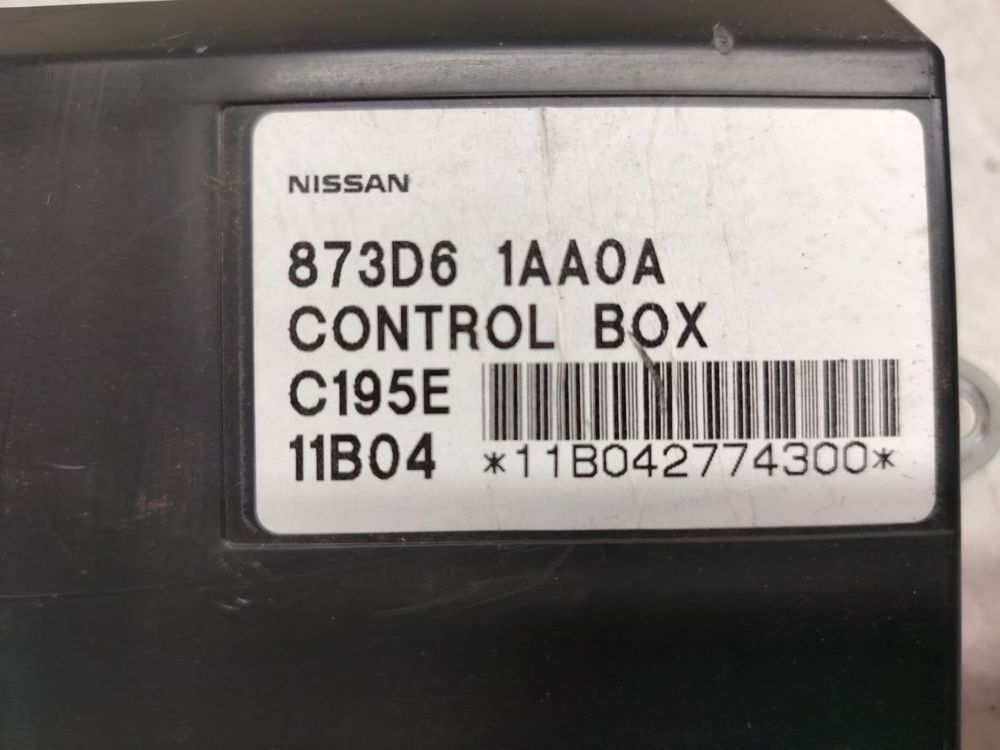 NISSAN
873D6 1AA0A
CONTROL BOX
C195E
11B04
*11B042774300*